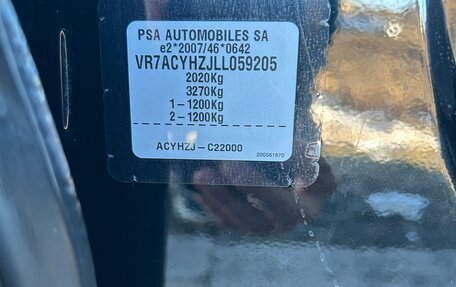 PSA AUTOMOBILES SA
e2*2007/46*0642
VR7ACYHZJLL059205
2020Kg
3270Kg
1-1200Kg
2-1200Kg
ACYHZJ-C22000
200581870